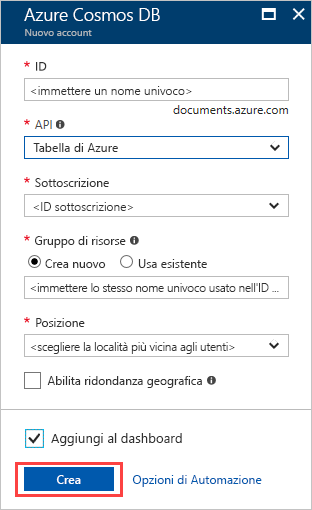 Azure Cosmos DB
Nuovo account
* ID
<immettere un nome univoco>
documents.azure.com
* API
Tabella di Azure
* Sottoscrizione
<ID sottoscrizione>
* Gruppo di risorse
Crea nuovo Usa esistente
<immettere lo stesso nome univoco usato nell'ID ...
* Posizione
<scegliere la località più vicina agli utenti>
Abilita ridondanza geografica
Aggiungi al dashboard
Crea Opzioni di Automazione